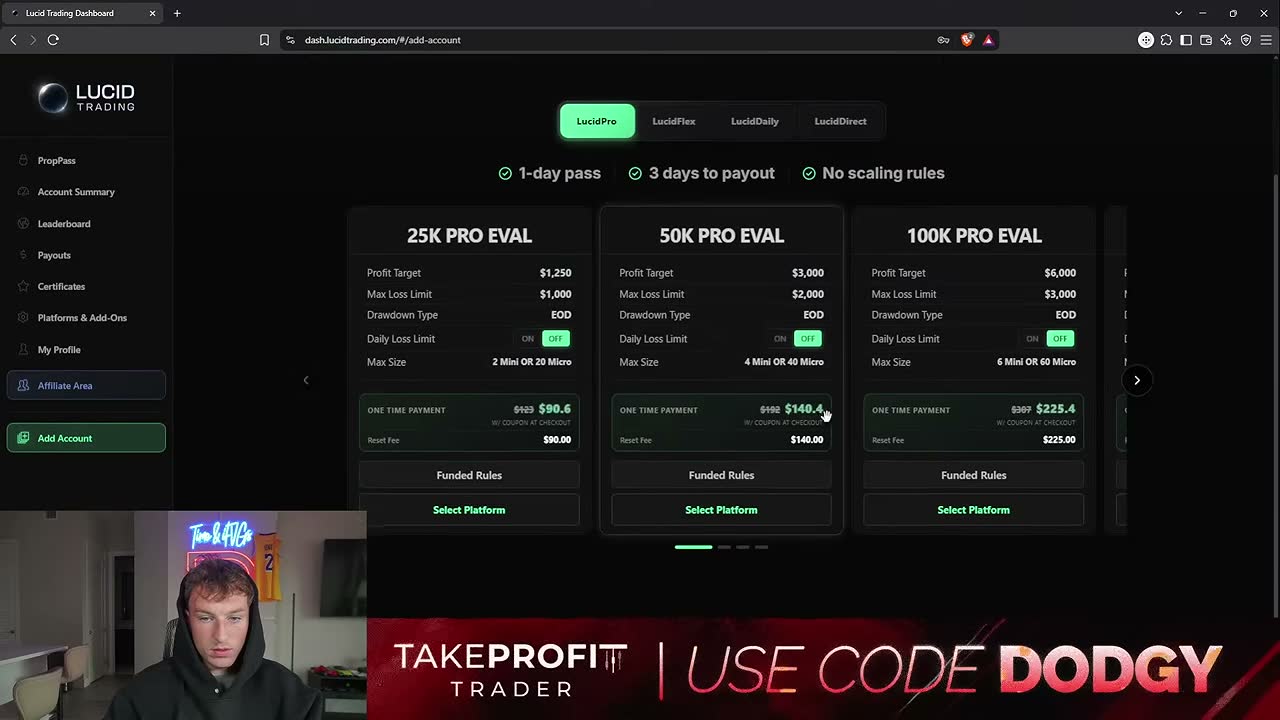 Lucid Trading Dashboard
dash.lucidtrading.com/#/add-account
LUCID
TRADING
PropPass
Account Summary
Leaderboard
Payouts
Certificates
Platforms & Add-Ons
My Profile
Affiliate Area
Add Account
LucidPro LucidFlex LucidDaily LucidDirect
1-day pass 3 days to payout No scaling rules
25K PRO EVAL
Profit Target $1,250
Max Loss Limit $1,000
Drawdown Type EOD
Daily Loss Limit ON OFF
Max Size 2 Mini OR 20 Micro
ONE TIME PAYMENT $123 $90.6
W/ COUPON AT CHECKOUT
Reset Fee $90.00
Funded Rules
Select Platform
50K PRO EVAL
Profit Target $3,000
Max Loss Limit $2,000
Drawdown Type EOD
Daily Loss Limit ON OFF
Max Size 4 Mini OR 40 Micro
ONE TIME PAYMENT $192 $140.4
W/ COUPON AT CHECKOUT
Reset Fee $140.00
Funded Rules
Select Platform
100K PRO EVAL
Profit Target $6,000
Max Loss Limit $3,000
Drawdown Type EOD
Daily Loss Limit ON OFF
Max Size 6 Mini OR 60 Micro
ONE TIME PAYMENT $307 $225.4
W/ COUPON AT CHECKOUT
Reset Fee $225.00
Funded Rules
Select Platform
Time &
TAKEPROFIT
TRADER
USE CODE DODGY